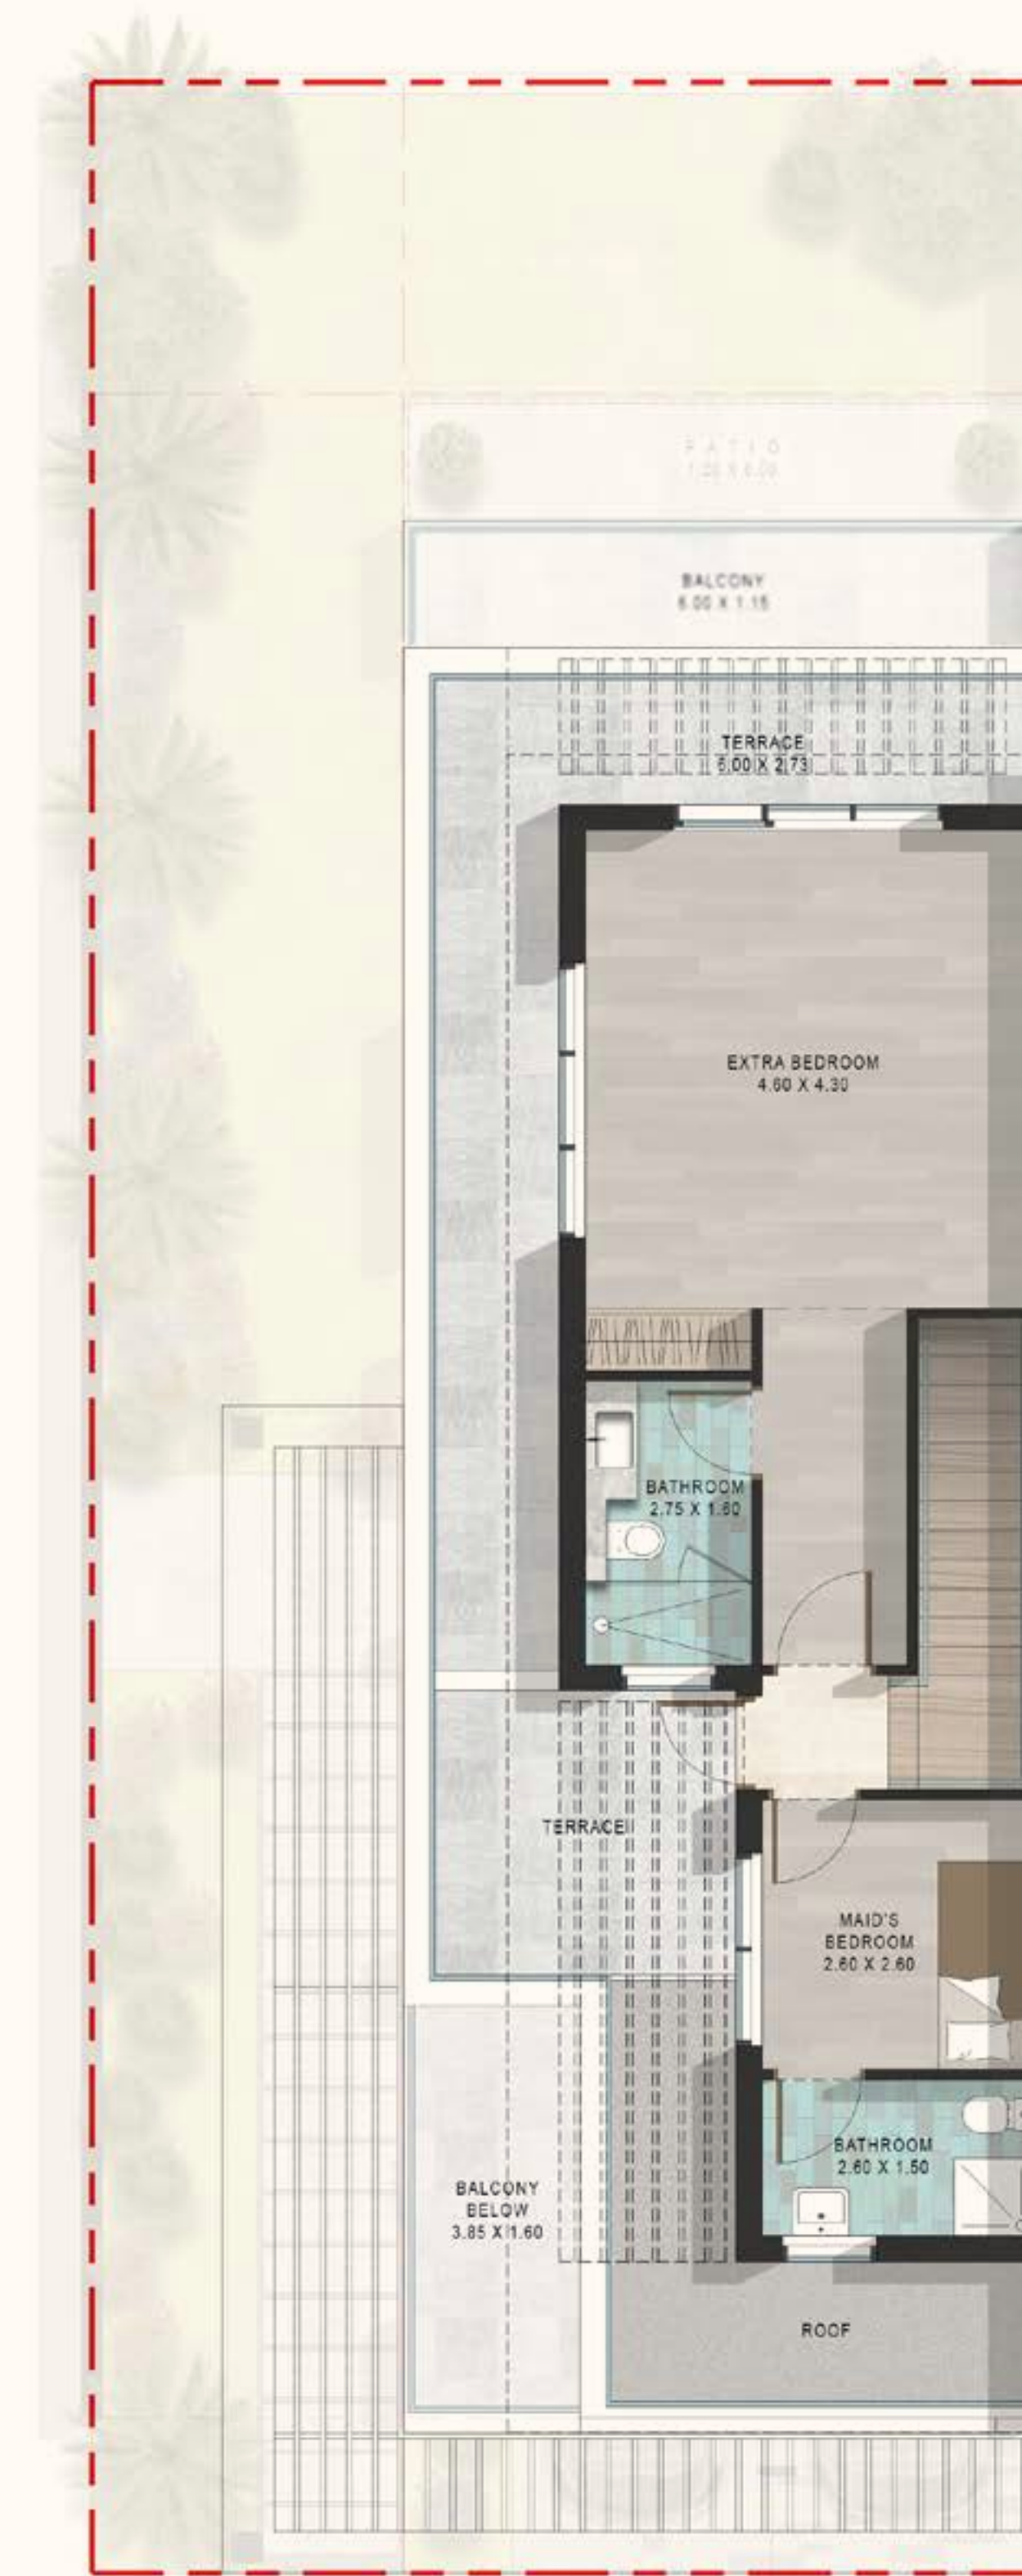 PATIO
BALCONY
6.00 X 1.15
TERRACE
6.00 X 2.73
EXTRA BEDROOM
4.60 X 4.30
BATHROOM
2.75 X 1.60
TERRACE
MAID'S
BEDROOM
2.60 X 2.60
BATHROOM
2.60 X 1.50
BALCONY
BELOW
3.85 X 1.60
ROOF